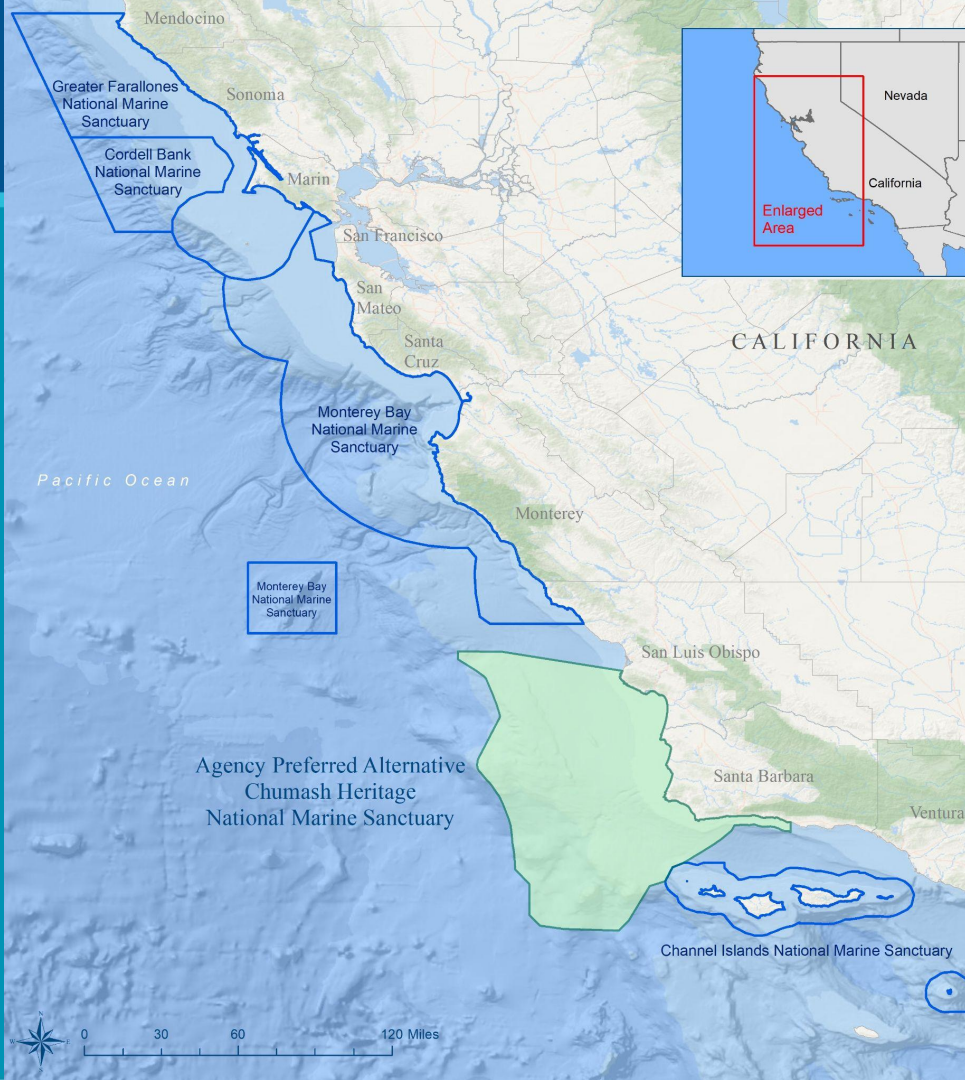 Mendocino
Greater Farallones
National Marine
Sanctuary
Sonoma
Cordell Bank
National Marine
Sanctuary
Marin
San Francisco
San
Mateo
Santa
Cruz
Nevada
California
Enlarged
Area
CALIFORNIA
Monterey Bay
National Marine
Sanctuary
Pacific Ocean
Monterey
Monterey Bay
National Marine
Sanctuary
San Luis Obispo
Agency Preferred Alternative
Chumash Heritage
National Marine Sanctuary
Santa Barbara
Ventura
Channel Islands National Marine Sanctuary
N
W
E
S
0 30 60 120 Miles